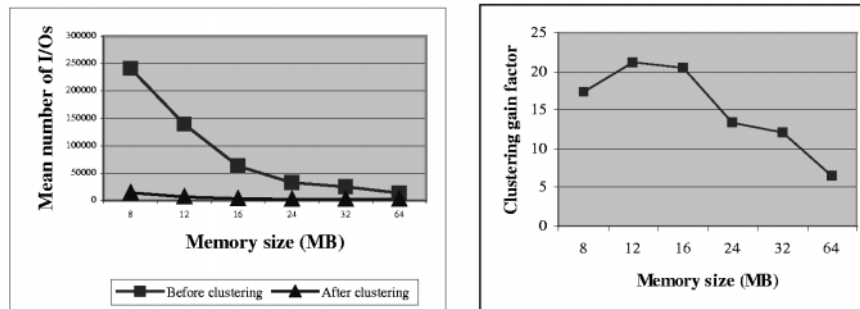 Mean number of I/Os
300000
250000
200000
150000
100000
50000
0
8 12 16 24 32 64
Memory size (MB)
Before clustering After clustering
Clustering gain factor
25
20
15
10
5
0
8 12 16 24 32 64
Memory size (MB)